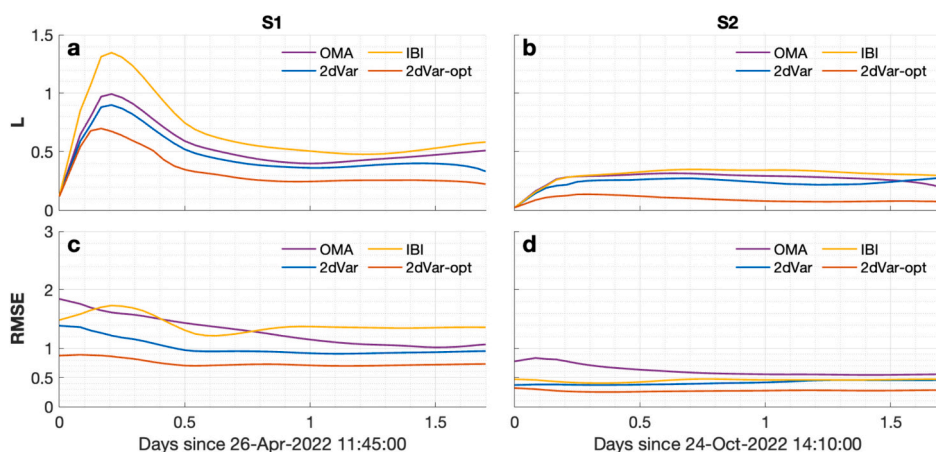 S1
S2
a
OMA
IBI
2dVar
2dVar-opt
L
1.5
1
0.5
0
b
OMA
IBI
2dVar
2dVar-opt
c
OMA
IBI
2dVar
2dVar-opt
RMSE
3
2
1
0.5
0
0
0.5
1
1.5
Days since 26-Apr-2022 11:45:00
d
OMA
IBI
2dVar
2dVar-opt
0
0.5
1
1.5
Days since 24-Oct-2022 14:10:00